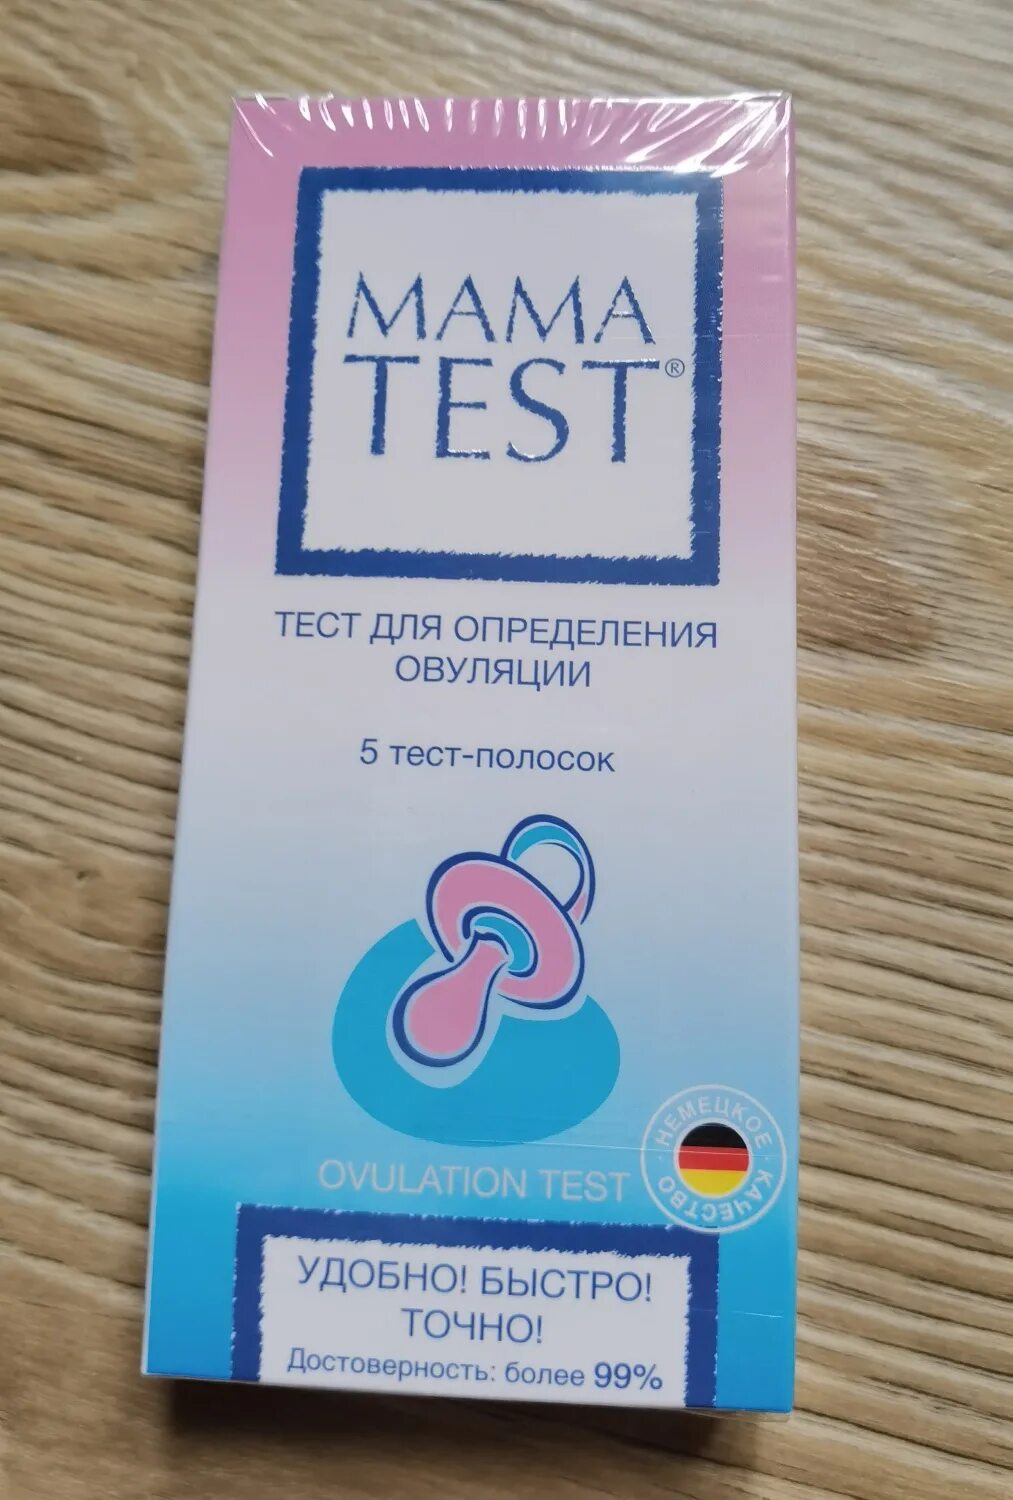 MAMA
TEST®
ТЕСТ ДЛЯ ОПРЕДЕЛЕНИЯ
ОВУЛЯЦИИ
5 тест-полосок
НЕМЕЦКОЕ КАЧЕСТВО
OVULATION TEST
УДОБНО! БЫСТРО!
ТОЧНО!
Достоверность: более 99%